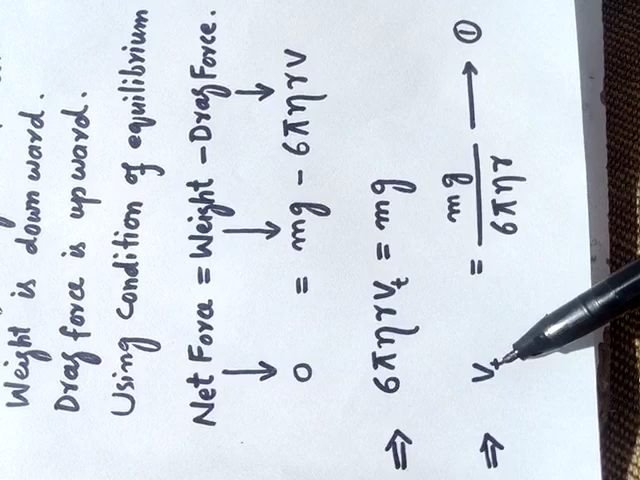 Weight is downward.
Drag force is upward.
Using Condition of equilibrium
Net Force = Weight - Drag Force.
↓ ↓ ↓
0 = mg - 6πηrv
⇒ 6πηrVt = mg
⇒ Vt = mg / 6πηr → ①